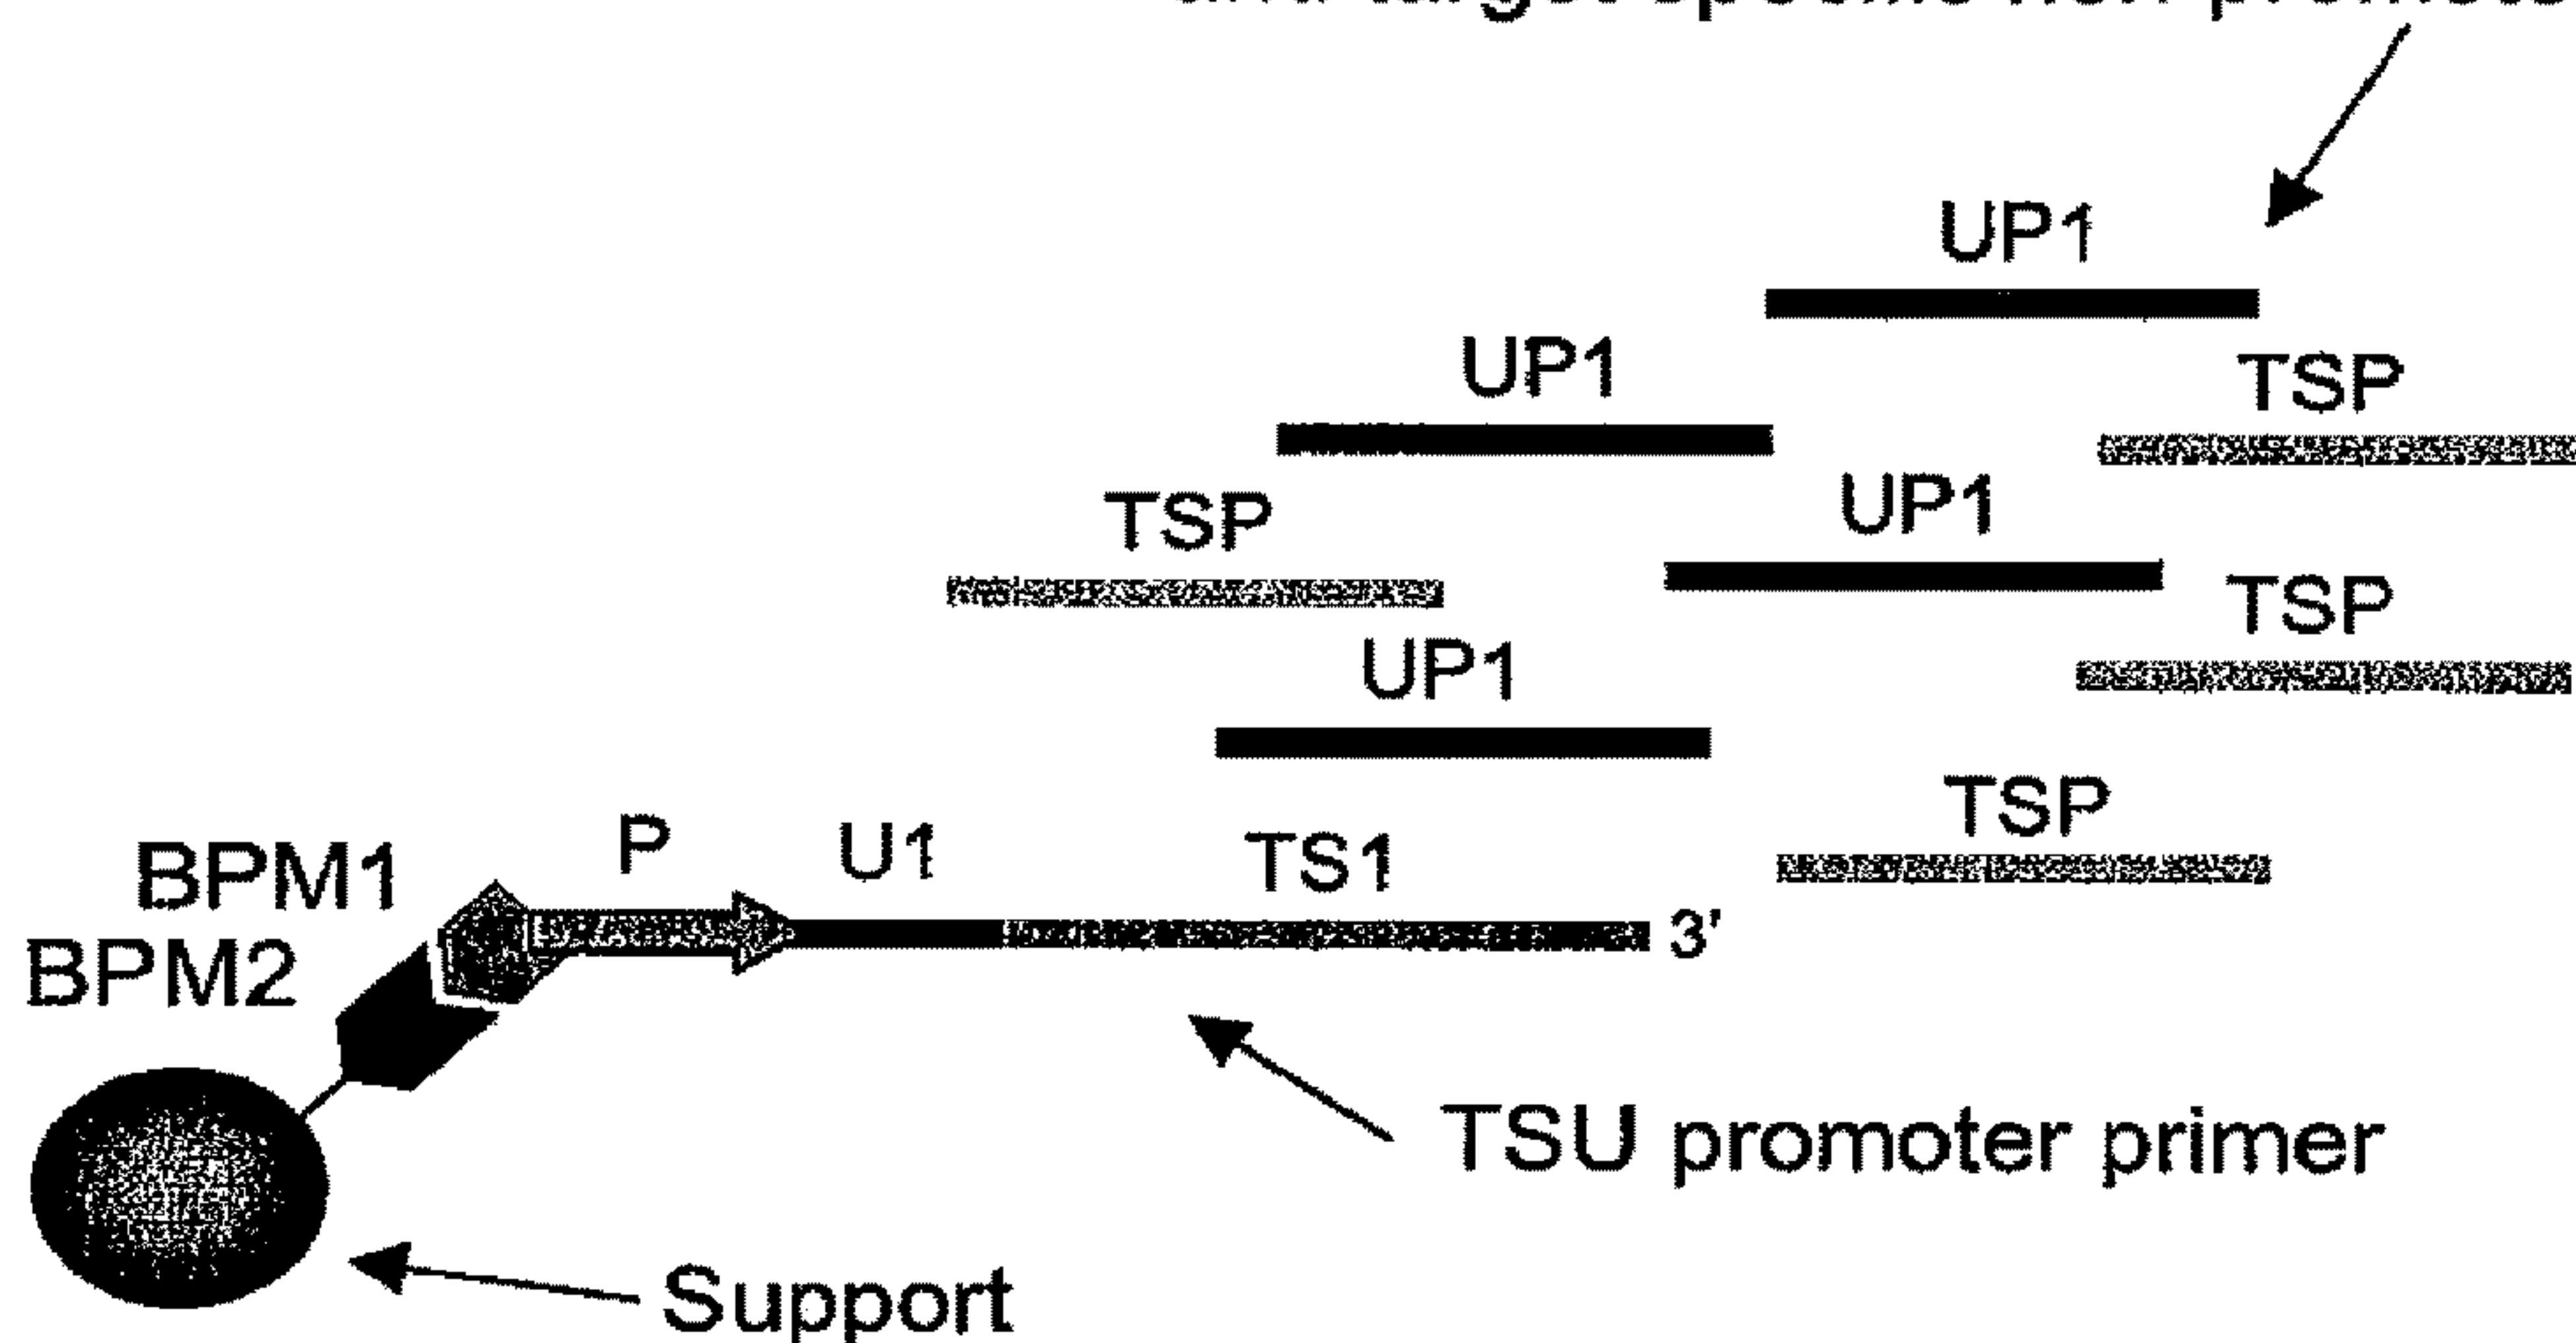 UP1
UP1
TSP
TSP
UP1
TSP
UP1
TSP
P
U1
TS1
BPM1
3'
BPM2
TSU promoter primer
Support